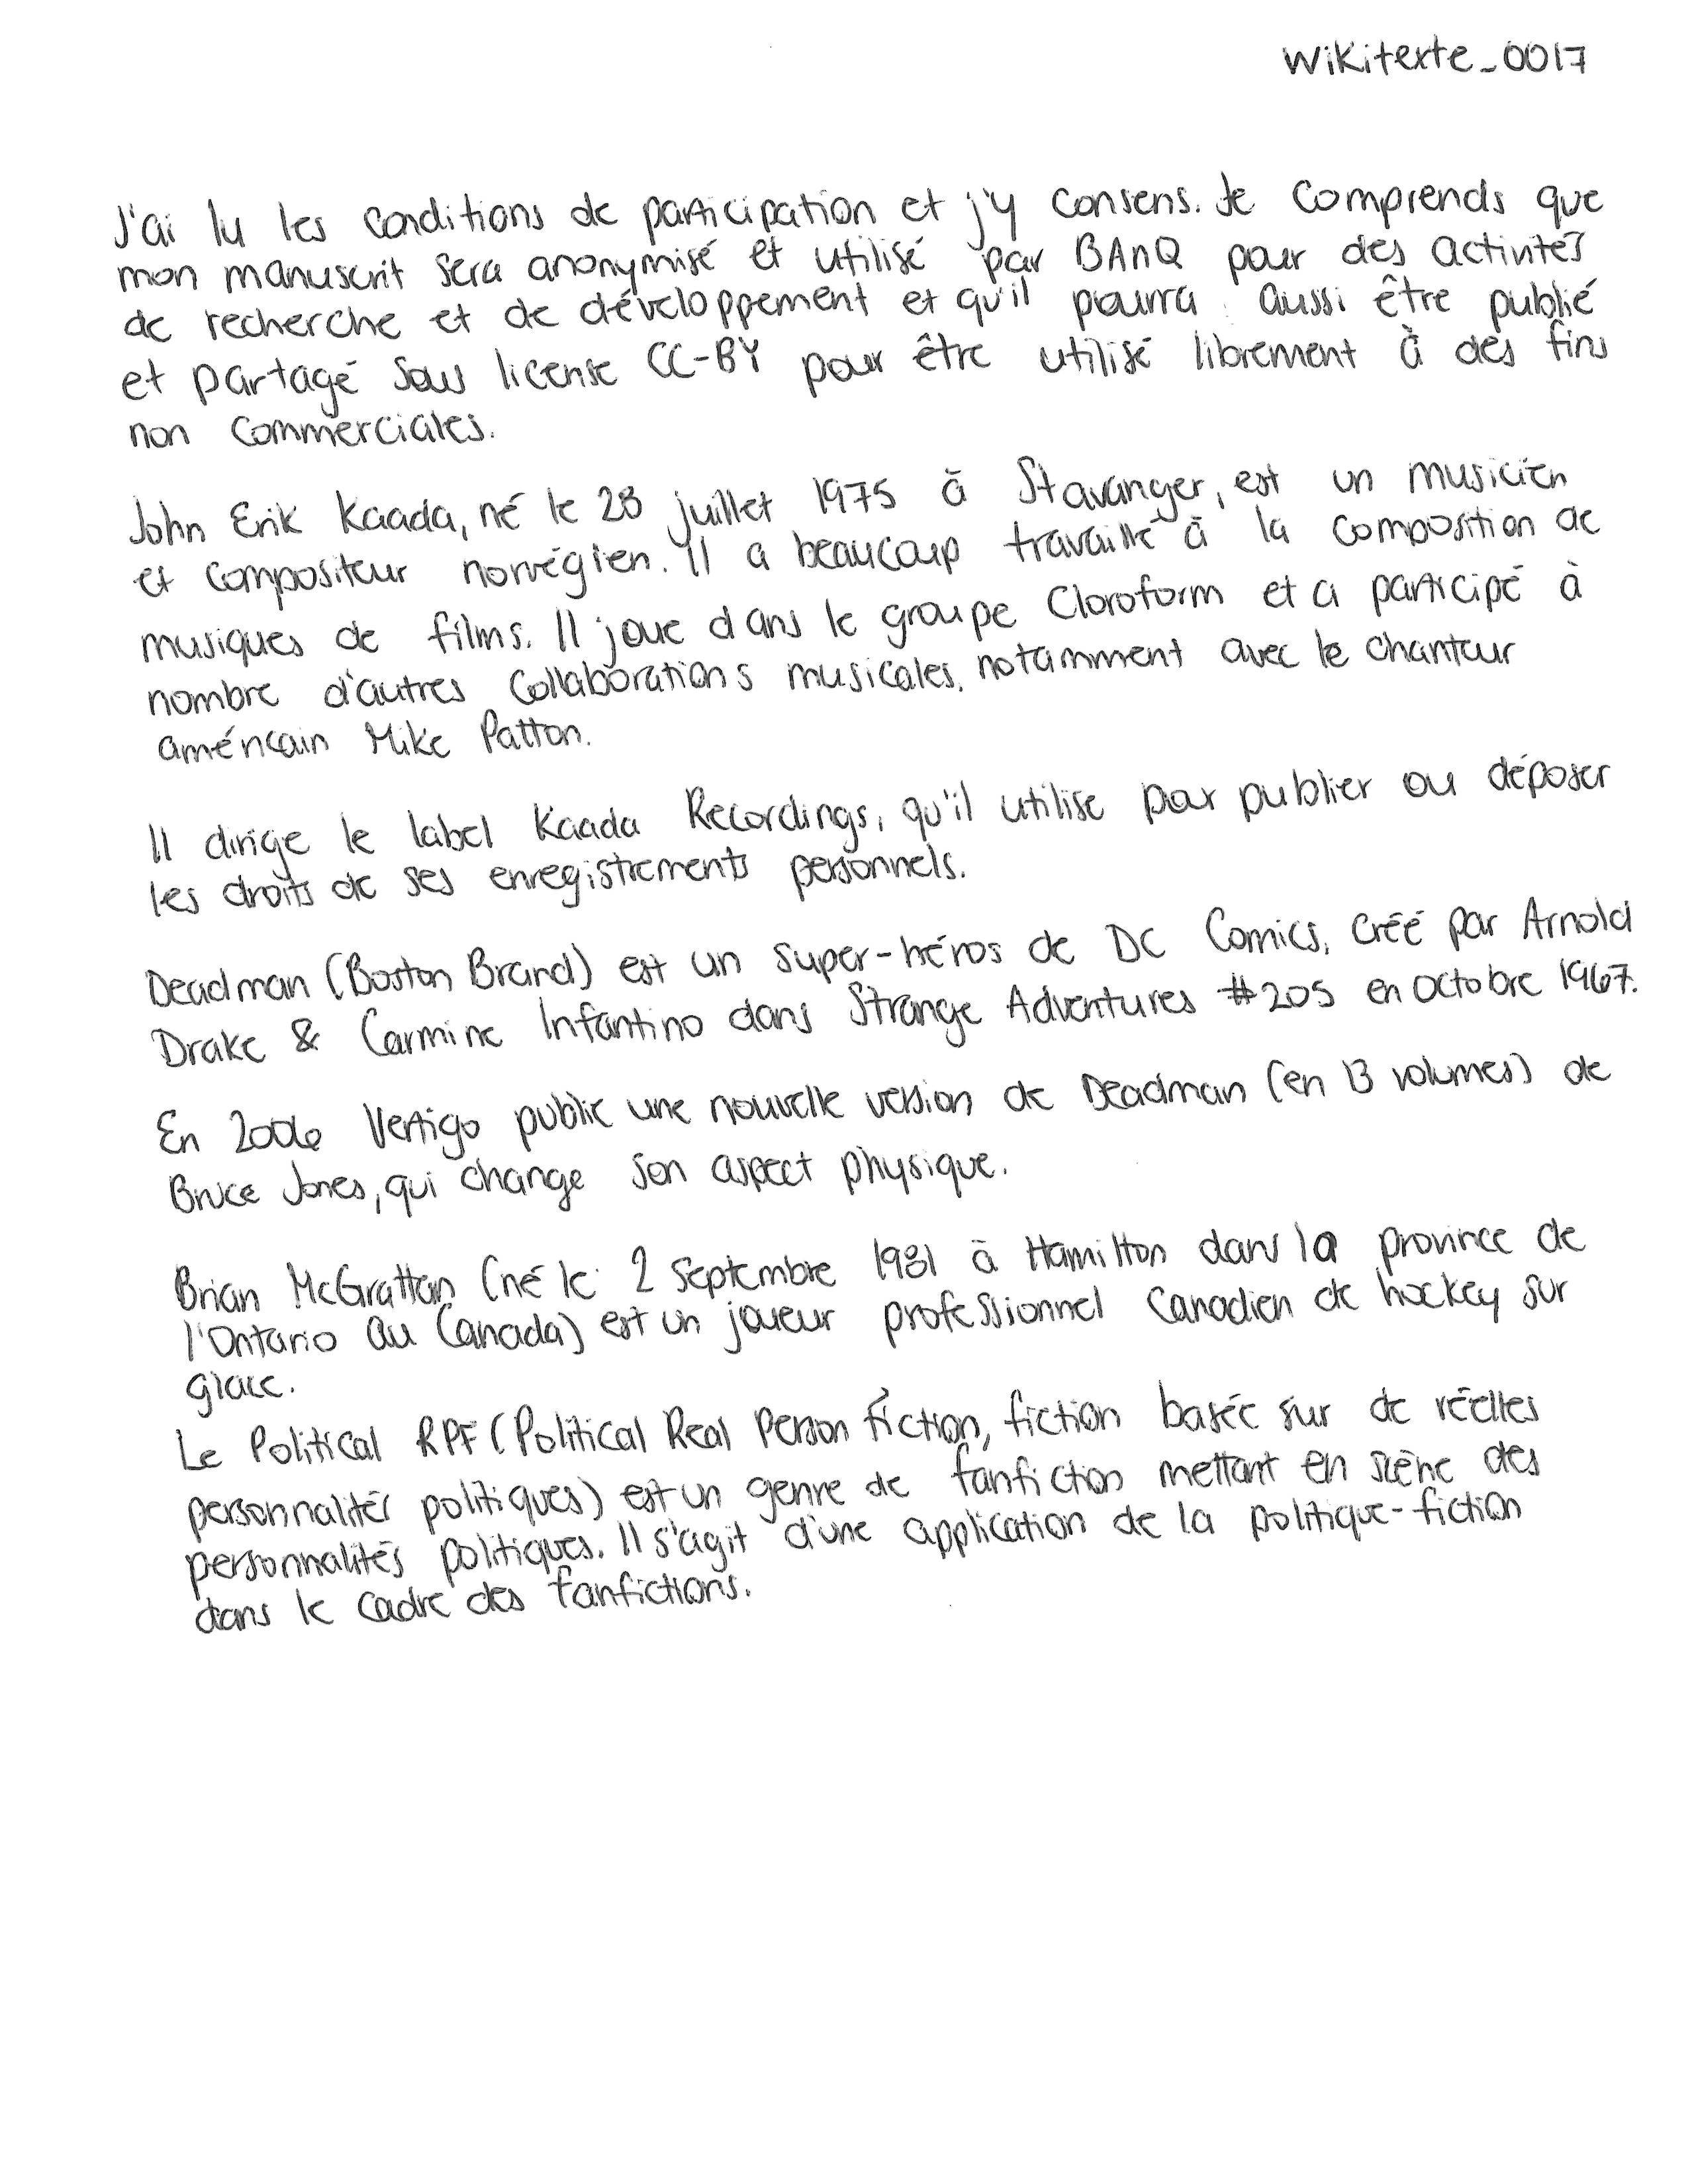 Wikitexte_0017
J'ai lu les conditions de participation et j'y consens. Je comprends que
mon manuscrit sera anonymisé et utilisé par BAnQ pour des activités
de recherche et de développement et qu'il pourra aussi être publié
et partagé sous license CC-BY pour être utilisé librement à des fins
non commerciales.
John Erik Kaada, né le 28 juillet 1975 à Stavanger, est un musicien
et compositeur norvégien. Il a beaucoup travaillé à la composition de
musiques de films. Il joue dans le groupe Cloroform et a participé à
nombre d'autres collaborations musicales, notamment avec le chanteur
américain Mike Patton.
Il dirige le label Kaada Recordings, qu'il utilise pour publier ou déposer
les droits de ses enregistrements personnels.
Deadman (Boston Brand) est un super-héros de DC Comics, créé par Arnold
Drake & Carmine Infantino dans Strange Adventures #205 en octobre 1967.
En 2006 Vertigo publie une nouvelle version de Deadman (en 13 volumes) de
Bruce Jones, qui change son aspect physique.
Brian McGrattan (né le 2 septembre 1981 à Hamilton dans la province de
l'Ontario au Canada) est un joueur professionnel canadien de hockey sur
glace.
Le Political RPF (Political Real Person Fiction, fiction basée sur de réelles
personnalités politiques) est un genre de fanfiction mettant en scène des
personnalités politiques. Il s'agit d'une application de la politique-fiction
dans le cadre des fanfictions.